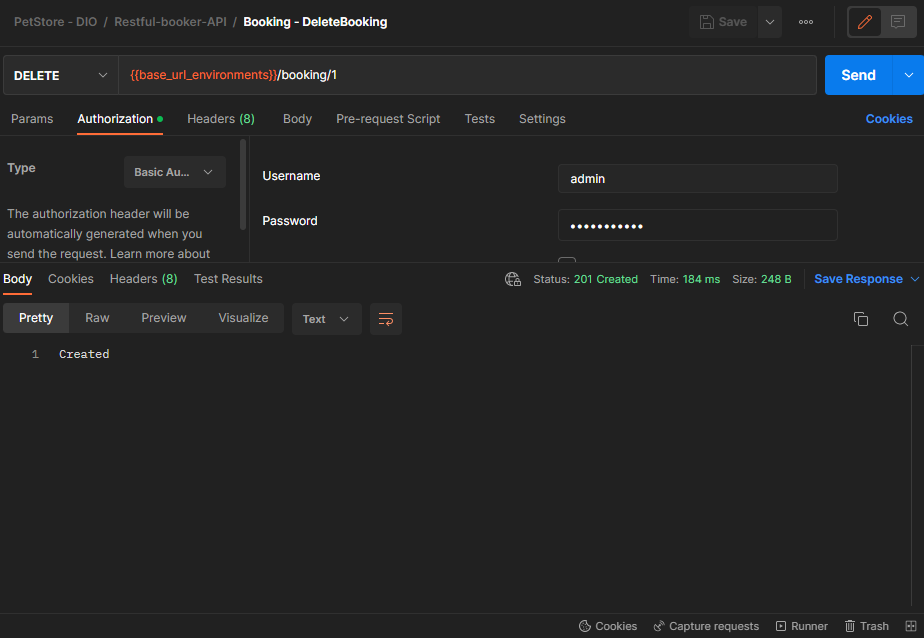 PetStore - DIO / Restful-booker-API / Booking - DeleteBooking Save
DELETE {{base_url_environments}}/booking/1 Send
Params Authorization Headers (8) Body Pre-request Script Tests Settings Cookies
Type Basic Au...
Username admin
Password •••••••••••
The authorization header will be
automatically generated when you
send the request. Learn more about
Body Cookies Headers (8) Test Results Status: 201 Created Time: 184 ms Size: 248 B Save Response
Pretty Raw Preview Visualize Text
1 Created
Cookies Capture requests Runner Trash